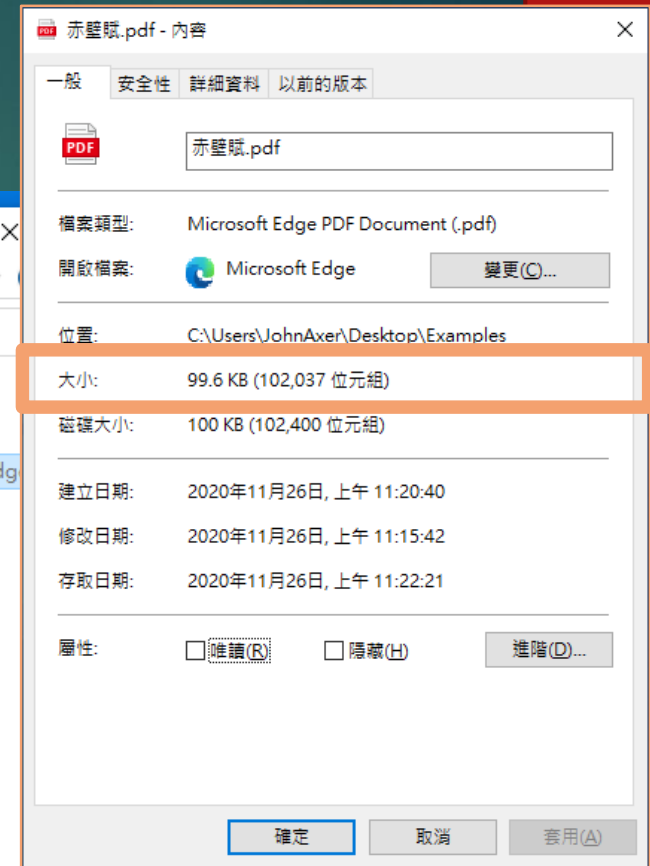 赤壁賦.pdf - 內容
一般 安全性 詳細資料 以前的版本
PDF
赤壁賦.pdf
檔案類型: Microsoft Edge PDF Document (.pdf)
開啟檔案: Microsoft Edge 變更(C)...
位置: C:\Users\JohnAxer\Desktop\Examples
大小: 99.6 KB (102,037 位元組)
磁碟大小: 100 KB (102,400 位元組)
建立日期: 2020年11月26日, 上午 11:20:40
修改日期: 2020年11月26日, 上午 11:15:42
存取日期: 2020年11月26日, 上午 11:22:21
屬性: 唯讀(R) 隱藏(H) 進階(D)...
確定 取消 套用(A)